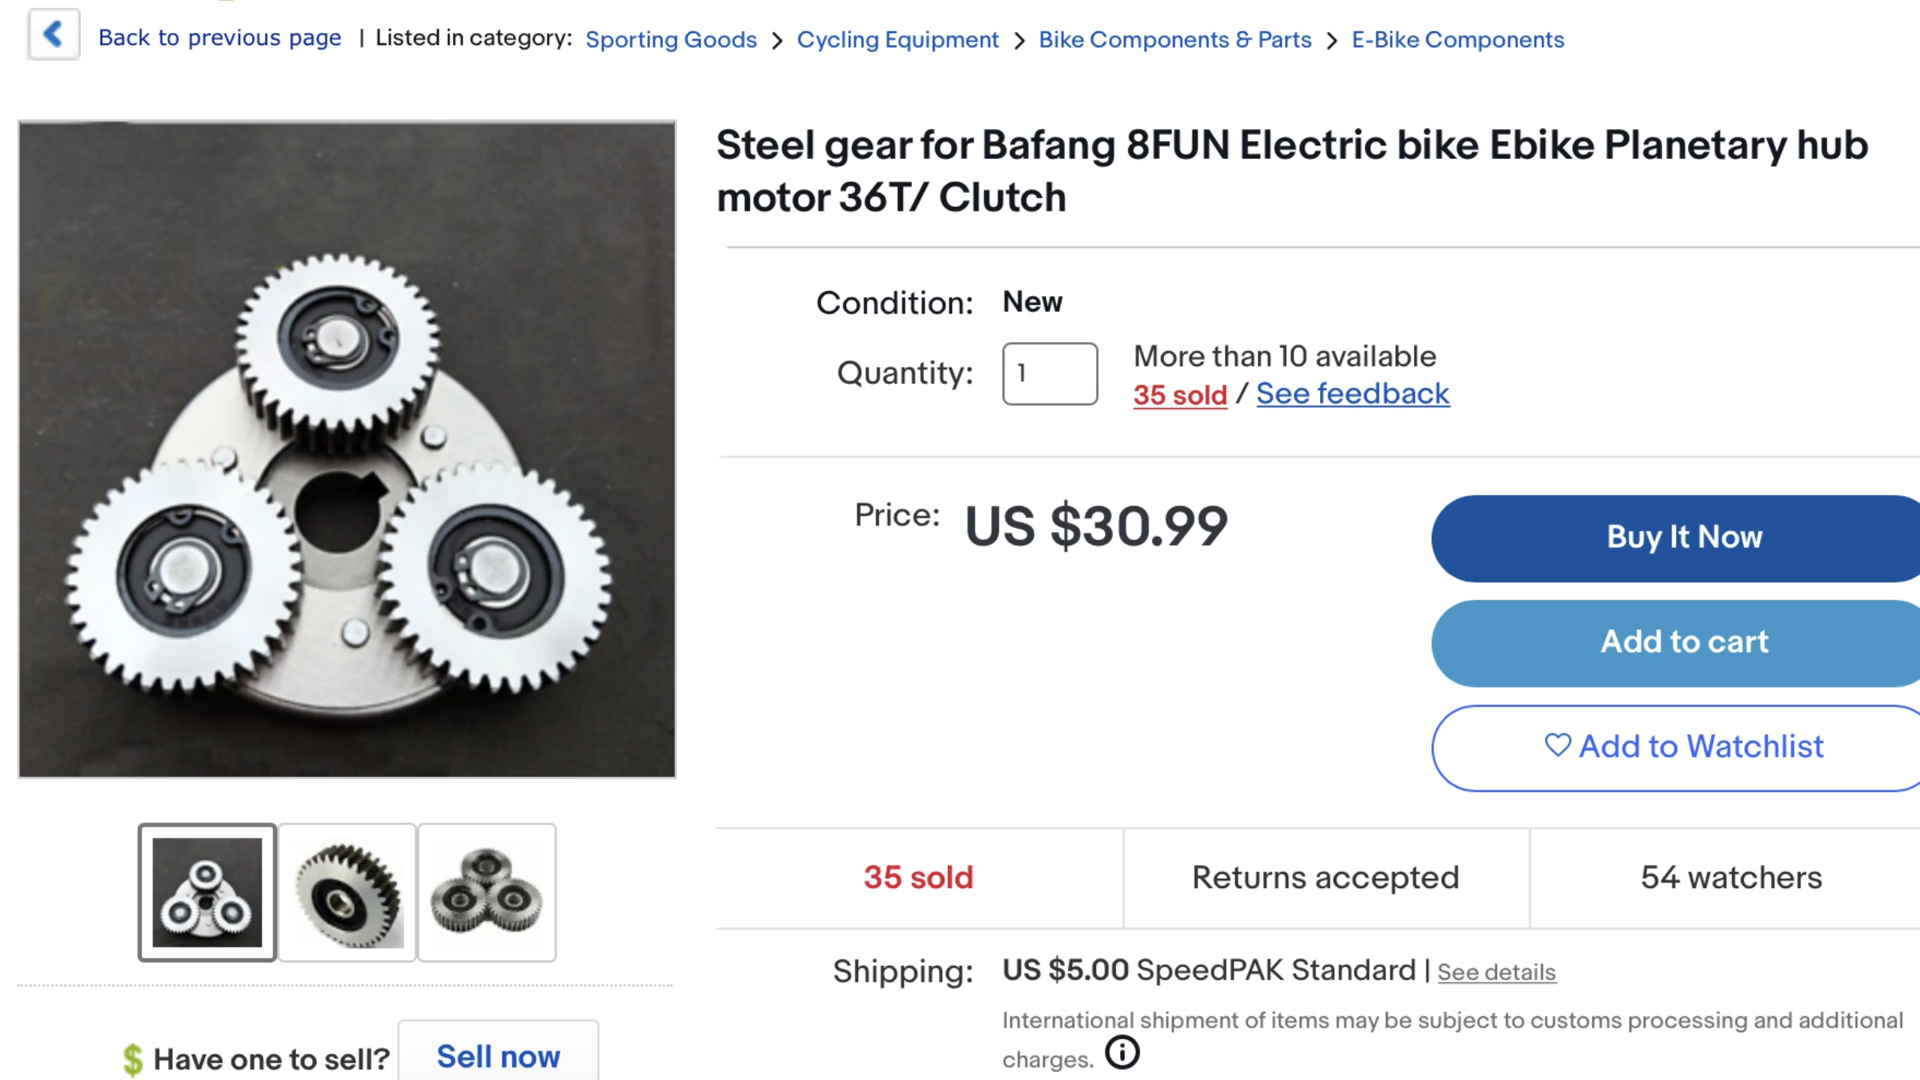 Back to previous page | Listed in category: Sporting Goods > Cycling Equipment > Bike Components & Parts > E-Bike Components
Steel gear for Bafang 8FUN Electric bike Ebike Planetary hub
motor 36T/ Clutch
Condition: New
Quantity: 1 More than 10 available
35 sold / See feedback
Price: US $30.99
Buy It Now
Add to cart
Add to Watchlist
35 sold Returns accepted 54 watchers
Shipping: US $5.00 SpeedPAK Standard | See details
International shipment of items may be subject to customs processing and additional
charges.
$ Have one to sell? Sell now